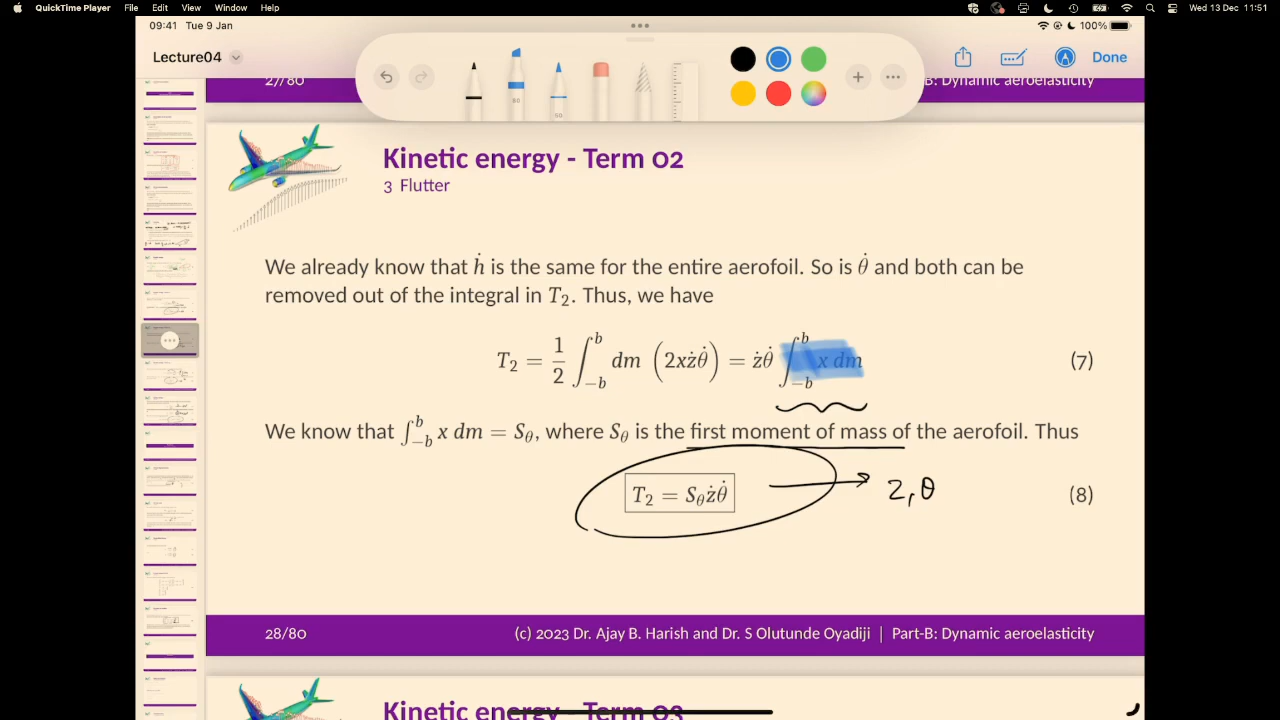 QuickTime Player File Edit View Window Help Wed 13 Dec 11:51
09:41 Tue 9 Jan 100%
Lecture04 Done
80 50
27/80 -B: Dynamic aeroelasticity
Kinetic energy - Term 02
3 Flutter
We already know that ḣ is the same for the entire aerofoil. So is θ̇ and both can be
removed out of the integral in T₂. Thus, we have
T₂ = 1/2 ∫_{−b}^{b} dm (2xżθ̇) = żθ̇ ∫_{−b}^{b} x dm (7)
We know that ∫_{−b}^{b} x dm = S_θ, where S_θ is the first moment of mass of the aerofoil. Thus
T₂ = S_θżθ̇ z, θ (8)
28/80 (c) 2023 Dr. Ajay B. Harish and Dr. S Olutunde Oyadiji | Part-B: Dynamic aeroelasticity
Kinetic energy - Term 03